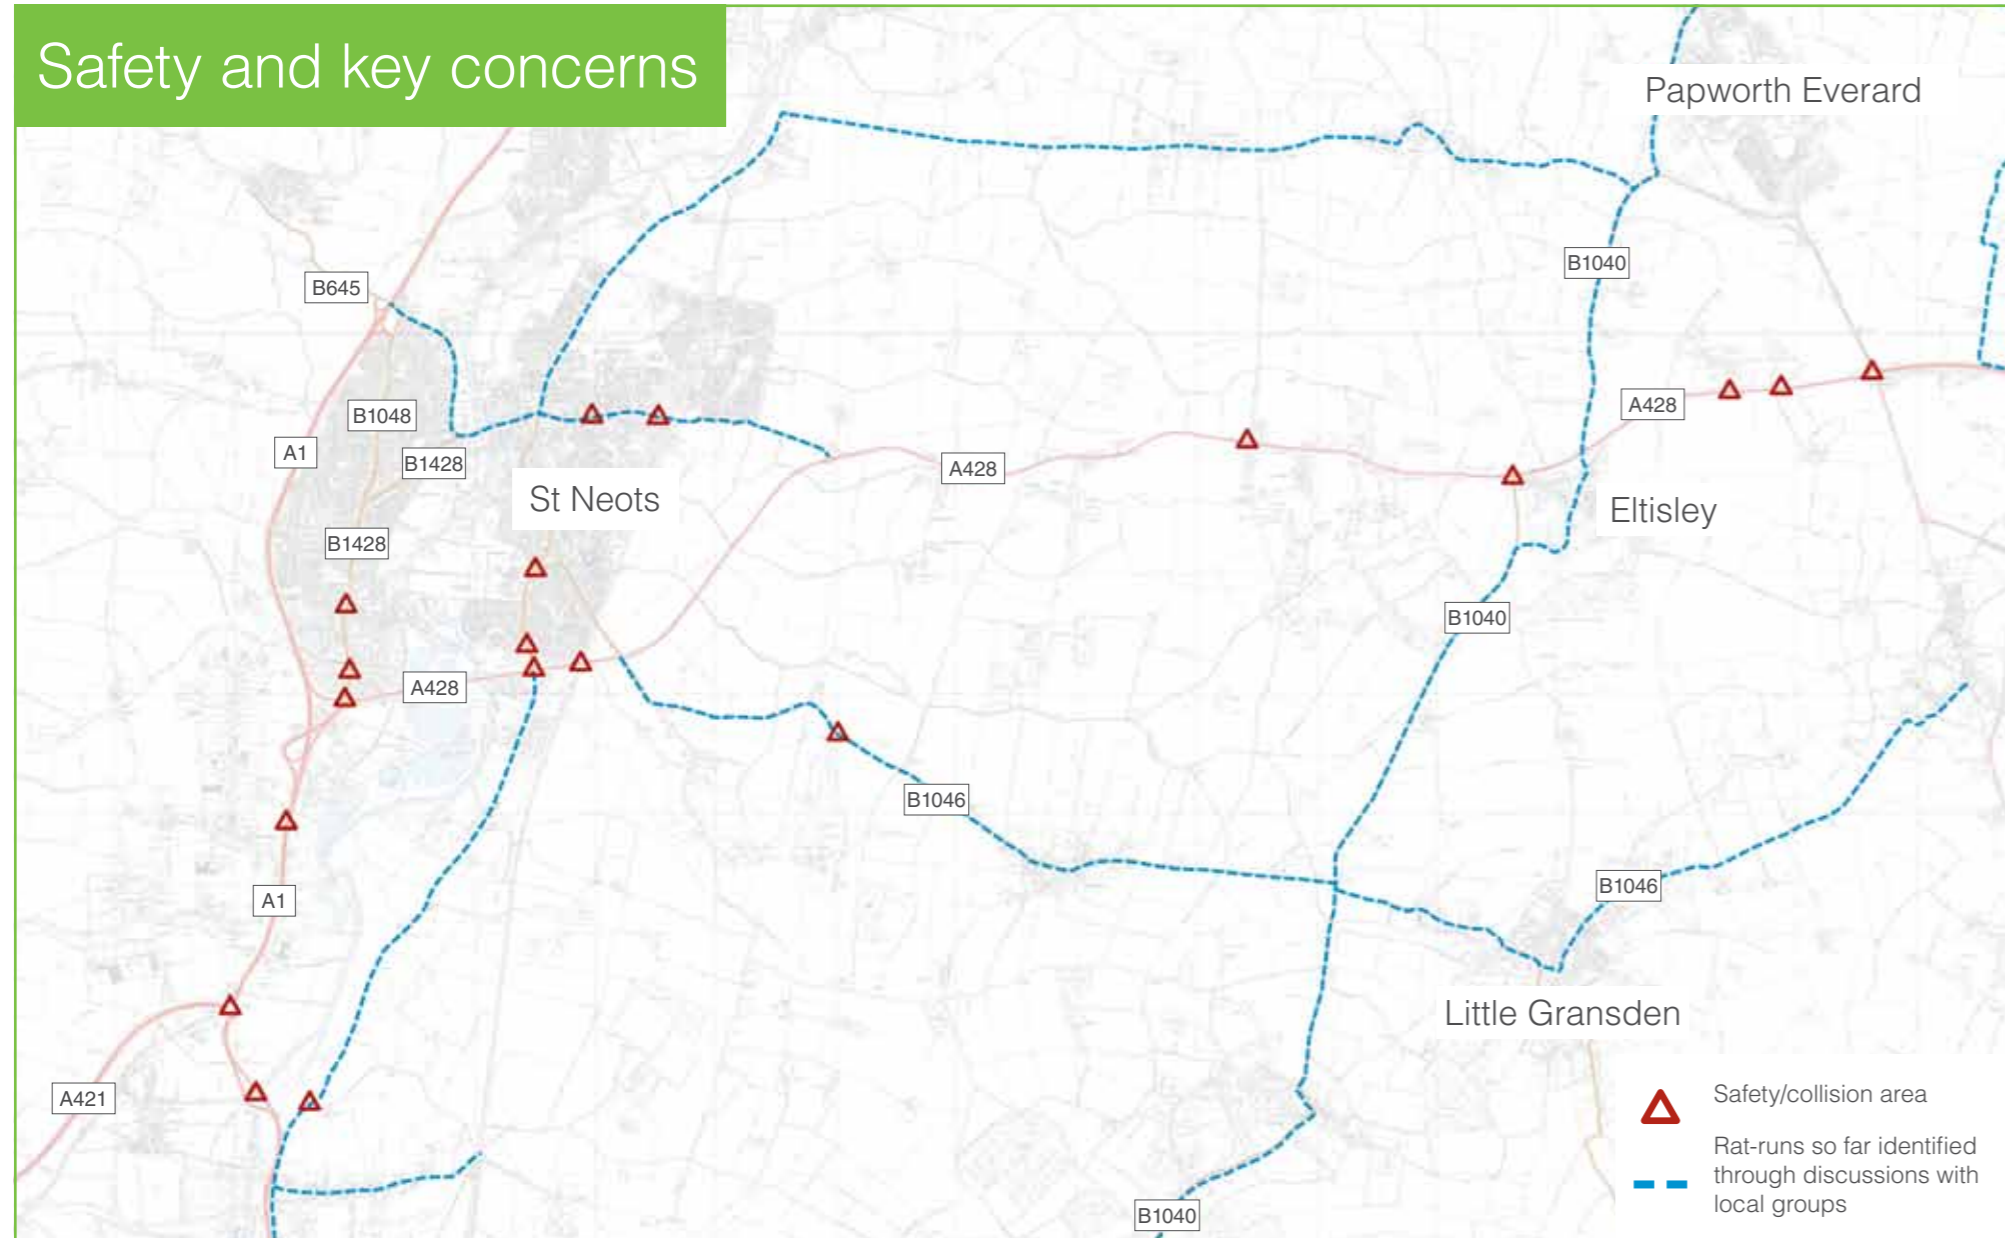 Safety and key concerns
Papworth Everard
B1040
B645
B1048
A428
A1
B1428
A428
St Neots
Eltisley
B1428
B1040
A428
B1046
B1046
A1
Little Gransden
A421
Safety/collision area
Rat-runs so far identified
through discussions with
local groups
B1040